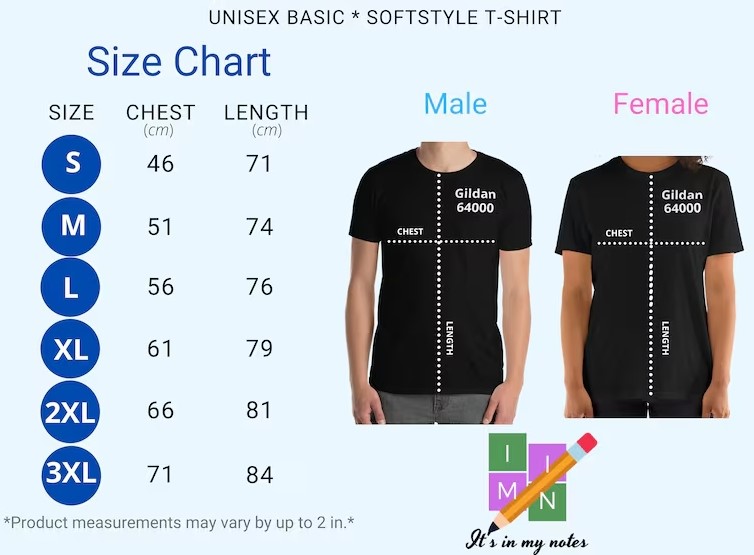 UNISEX BASIC * SOFTSTYLE T-SHIRT
Size Chart
SIZE CHEST LENGTH
(cm) (cm)
S 46 71
M 51 74
L 56 76
XL 61 79
2XL 66 81
3XL 71 84
*Product measurements may vary by up to 2 in.*
Male
Gildan
64000
CHEST
LENGTH
Female
Gildan
64000
CHEST
LENGTH
I I
M N
It's in my notes